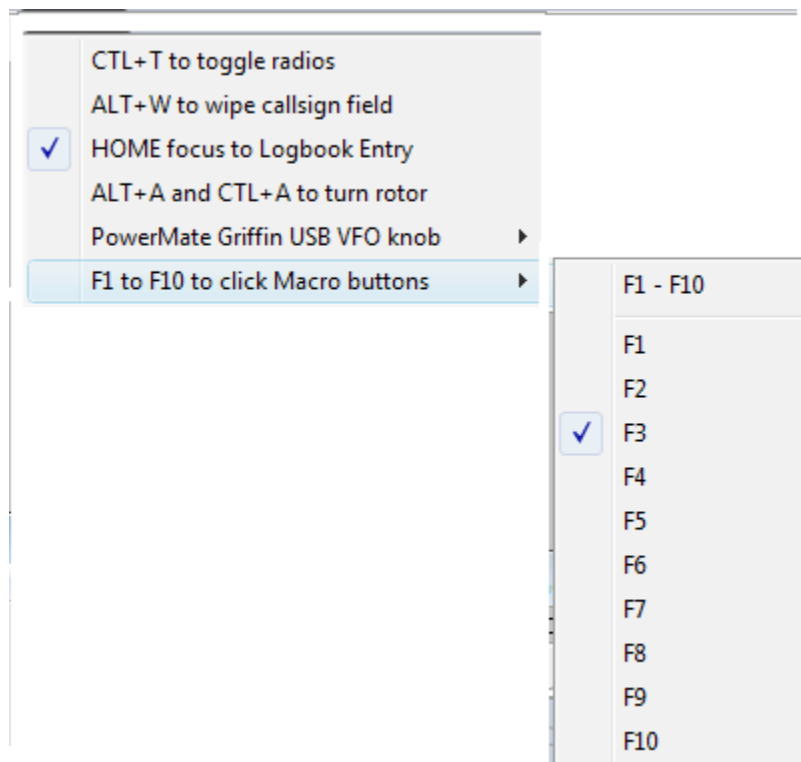 CTL+T to toggle radios
ALT+W to wipe callsign field
HOME focus to Logbook Entry
ALT+A and CTL+A to turn rotor
PowerMate Griffin USB VFO knob
F1 to F10 to click Macro buttons
F1 - F10
F1
F2
F3
F4
F5
F6
F7
F8
F9
F10